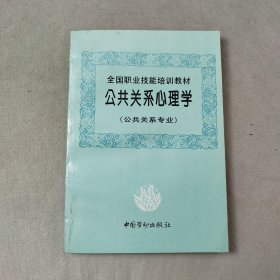 全国职业技能培训教材
公共关系心理学
(公共关系专业)
中国劳动出版社